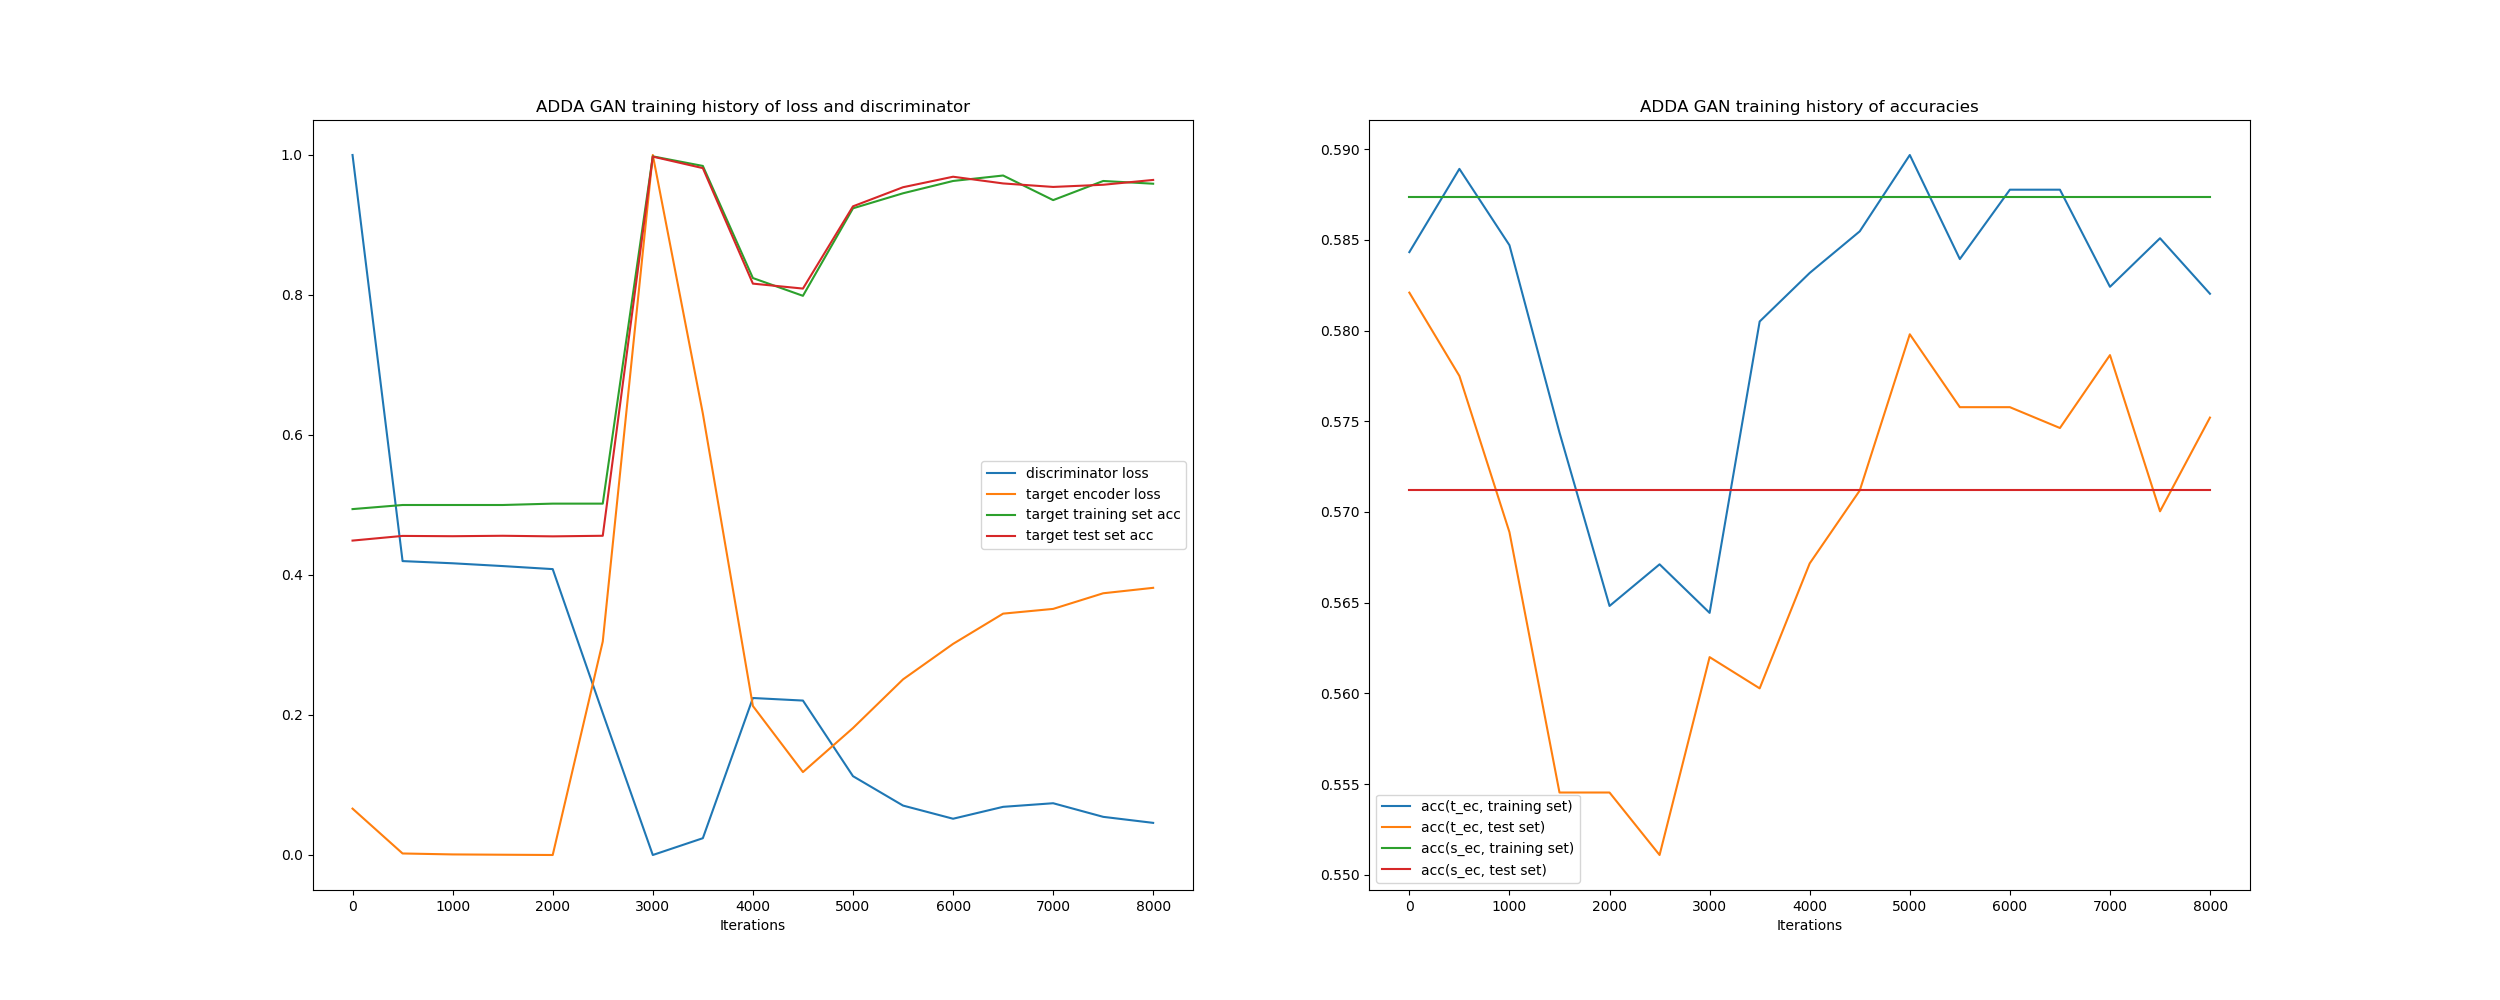 ADDA GAN training history of loss and discriminator
1.0
0.8
0.6
0.4
0.2
0.0
discriminator loss
target encoder loss
target training set acc
target test set acc
0 1000 2000 3000 4000 5000 6000 7000 8000
Iterations
ADDA GAN training history of accuracies
0.590
0.585
0.580
0.575
0.570
0.565
0.560
0.555
0.550
acc(t_ec, training set)
acc(t_ec, test set)
acc(s_ec, training set)
acc(s_ec, test set)
0 1000 2000 3000 4000 5000 6000 7000 8000
Iterations